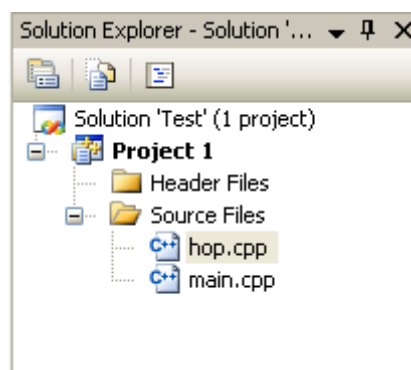 Solution Explorer - Solution '...
Solution 'Test' (1 project)
Project 1
Header Files
Source Files
C++ hop.cpp
C++ main.cpp